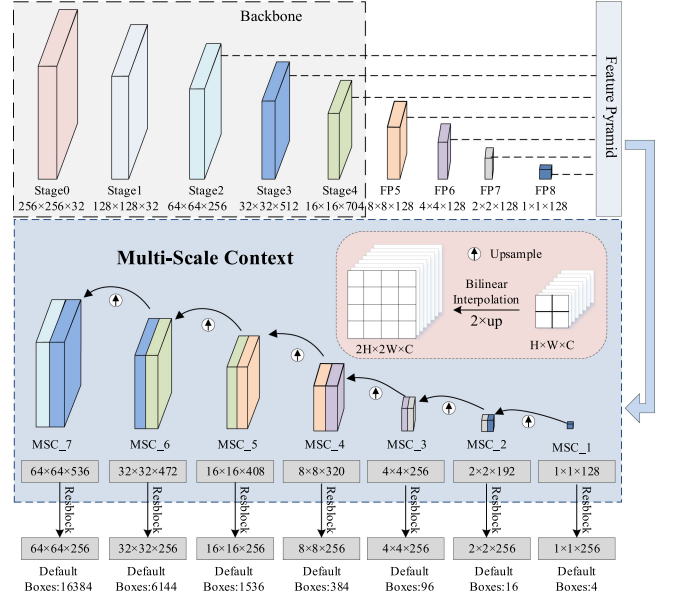 Backbone
Feature Pyramid
Stage0
Stage1
Stage2
Stage3
Stage4
FP5
FP6
FP7
FP8
256×256×32
128×128×32
64×64×256
32×32×512
16×16×704
8×8×128
4×4×128
2×2×128
1×1×128
Multi-Scale Context
Upsample
Bilinear
Interpolation
2×up
2H×2W×C
H×W×C
MSC_7
MSC_6
MSC_5
MSC_4
MSC_3
MSC_2
MSC_1
64×64×536
32×32×472
16×16×408
8×8×320
4×4×256
2×2×192
1×1×128
Resblock
Resblock
Resblock
Resblock
Resblock
Resblock
Resblock
64×64×256
32×32×256
16×16×256
8×8×256
4×4×256
2×2×256
1×1×256
Default
Boxes:16384
Default
Boxes:6144
Default
Boxes:1536
Default
Boxes:384
Default
Boxes:96
Default
Boxes:16
Default
Boxes:4